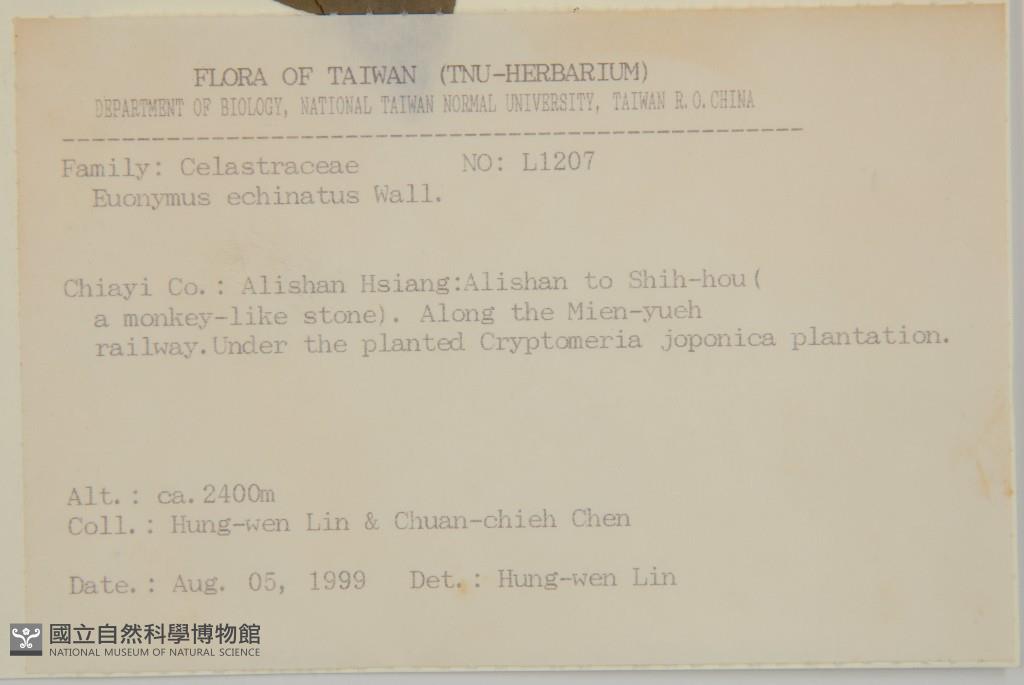 FLORA OF TAIWAN (TNU-HERBARIUM)
DEPARTMENT OF BIOLOGY, NATIONAL TAIWAN NORMAL UNIVERSITY, TAIWAN R.O.CHINA
--------------------------------------------------
Family: Celastraceae NO: L1207
Euonymus echinatus Wall.
Chiayi Co.: Alishan Hsiang:Alishan to Shih-hou(
a monkey-like stone). Along the Mien-yueh
railway.Under the planted Cryptomeria joponica plantation.
Alt.: ca.2400m
Coll.: Hung-wen Lin & Chuan-chieh Chen
Date.: Aug. 05, 1999 Det.: Hung-wen Lin
國立自然科學博物館
NATIONAL MUSEUM OF NATURAL SCIENCE